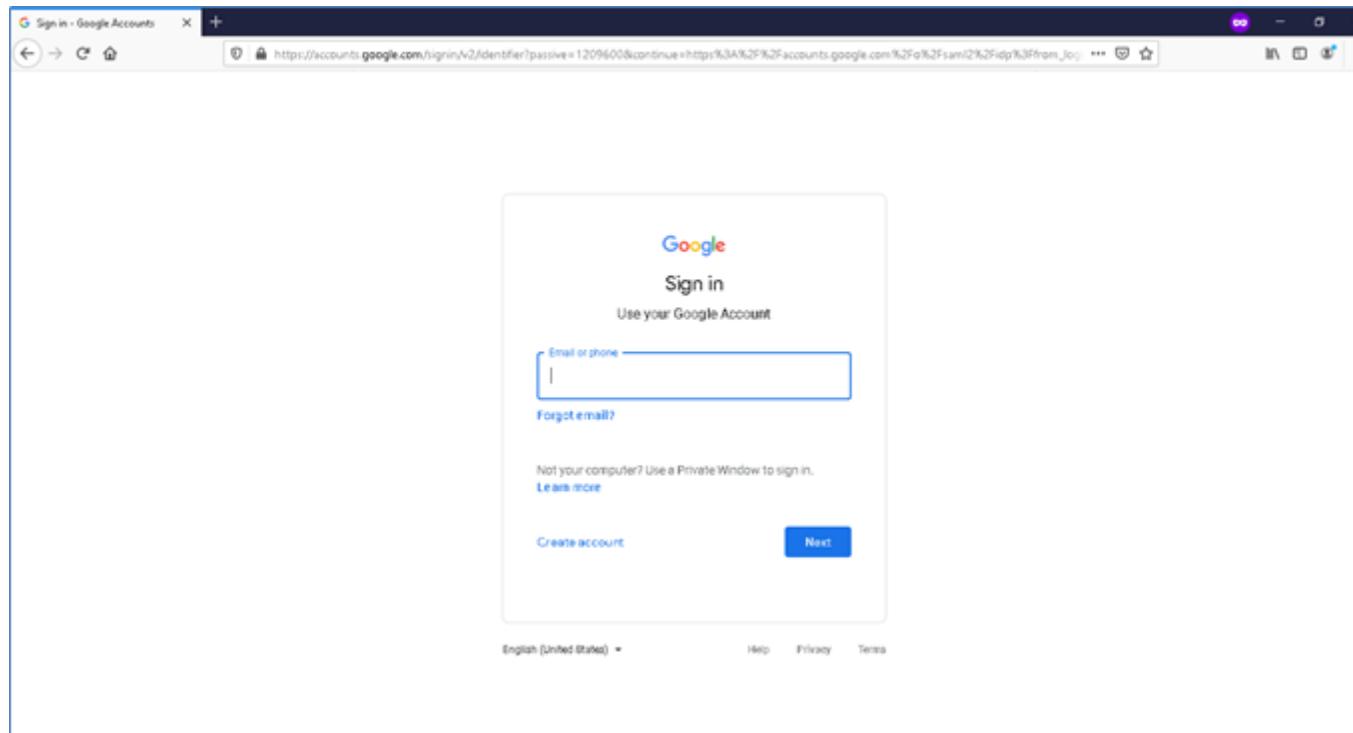 Sign in - Google Accounts
https://accounts.google.com/signin/v2/identifier?passive=1209600&continue=https%3A%2F%2Faccounts.google.com%2Fo%2Fsaml2%2Fidp%3Ffrom_log
Google
Sign in
Use your Google Account
Email or phone
Forgot email?
Not your computer? Use a Private Window to sign in.
Learn more
Create account
Next
English (United States)
Help Privacy Terms